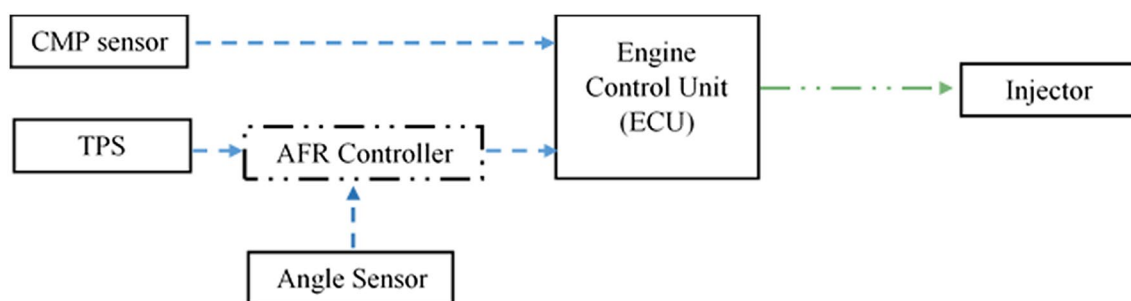 CMP sensor
Engine
Control Unit
(ECU)
Injector
TPS
AFR Controller
Angle Sensor